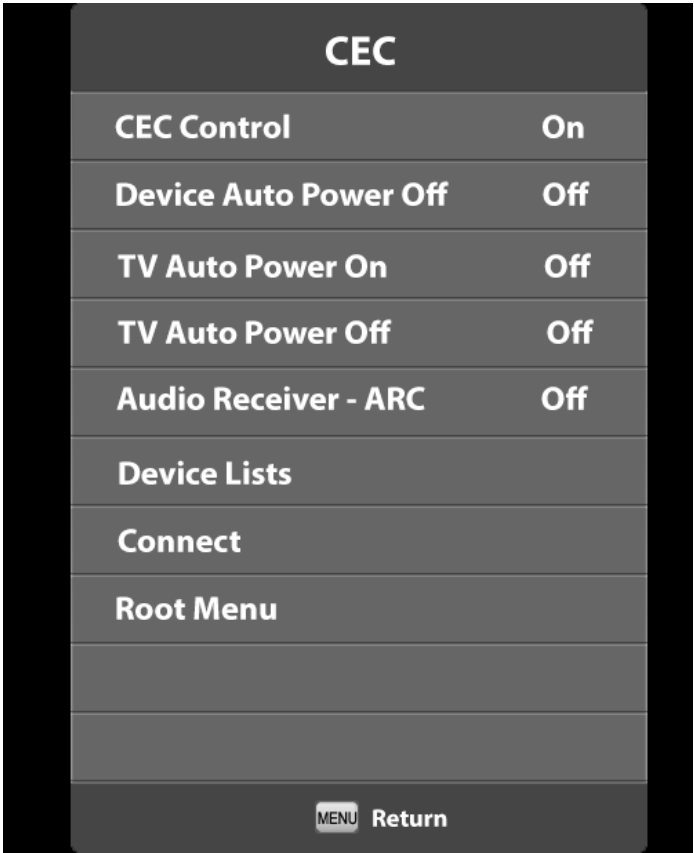 CEC
CEC Control On
Device Auto Power Off Off
TV Auto Power On Off
TV Auto Power Off Off
Audio Receiver - ARC Off
Device Lists
Connect
Root Menu
MENU Return